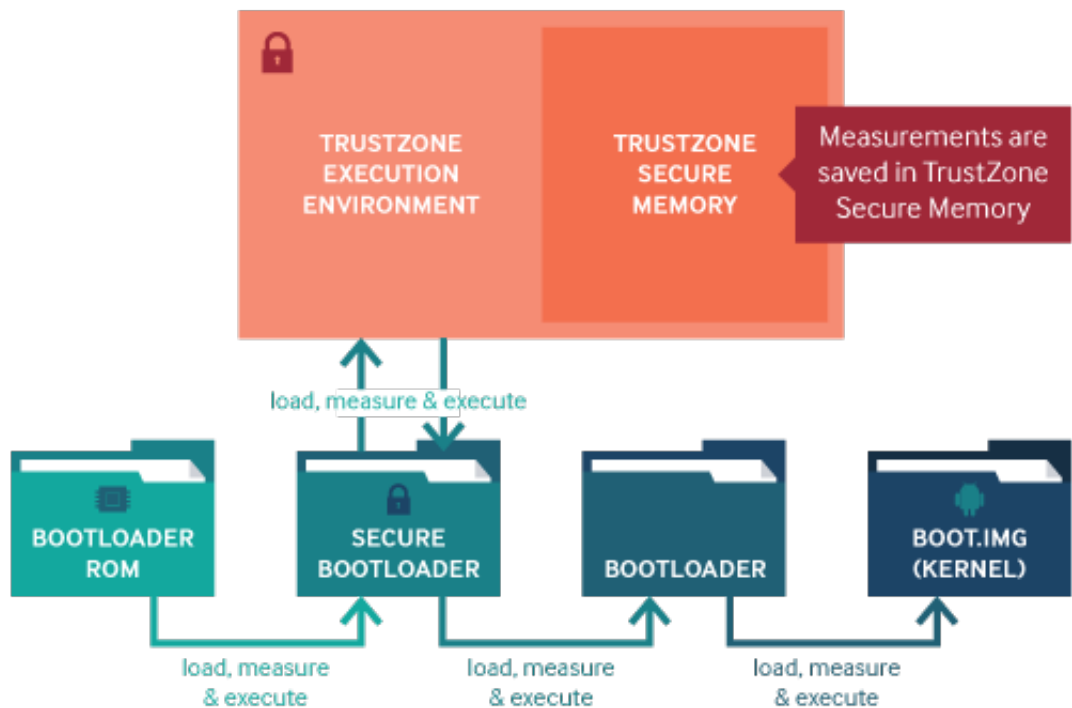 TRUSTZONE
EXECUTION
ENVIRONMENT
TRUSTZONE
SECURE
MEMORY
Measurements are
saved in TrustZone
Secure Memory
load, measure & execute
BOOTLOADER
ROM
SECURE
BOOTLOADER
BOOTLOADER
BOOT.IMG
(KERNEL)
load, measure
& execute
load, measure
& execute
load, measure
& execute